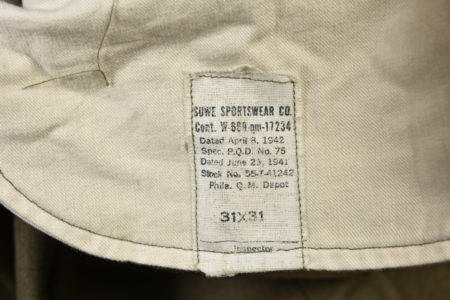 SUWE SPORTSWEAR CO.
Cont. W-669-qm-17234
Dated April 8, 1942
Spec. P.Q.D. No. 75
Dated June 23, 1941
Stock No. 55-T-41242
Phila. Q.M. Depot
31X31
Inspector